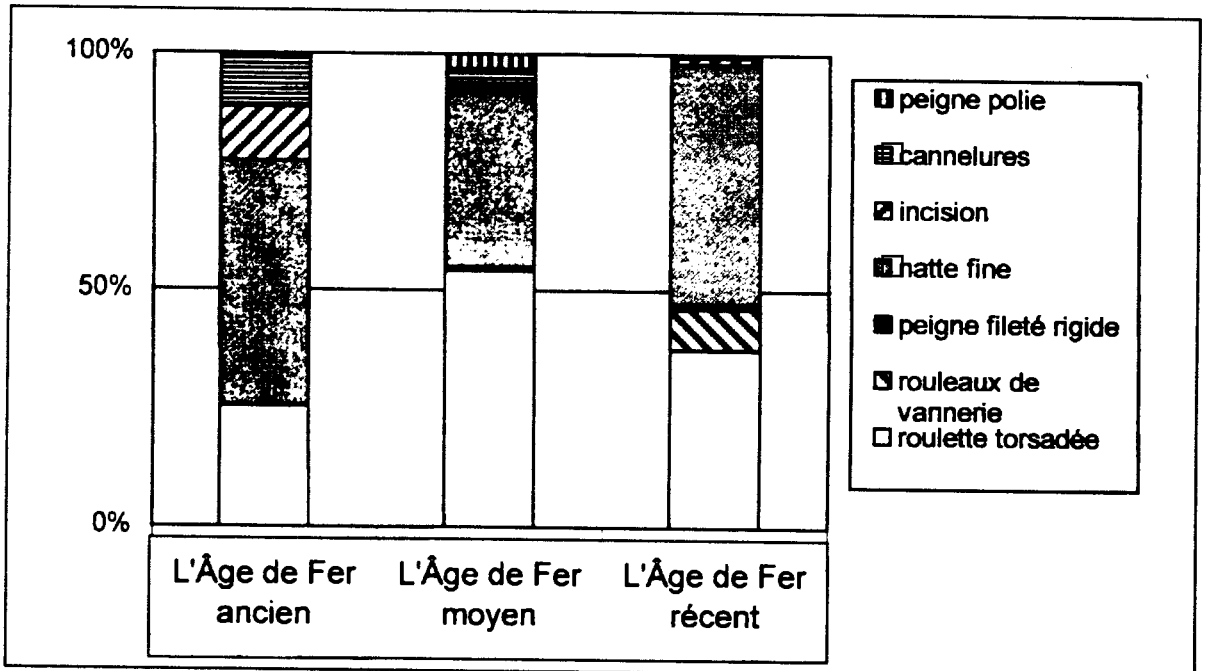 100%
50%
0%
L'Âge de Fer
ancien
L'Âge de Fer
moyen
L'Âge de Fer
récent
peigne polie
cannelures
incision
natte fine
peigne fileté rigide
rouleaux de
vannerie
roulette torsadée